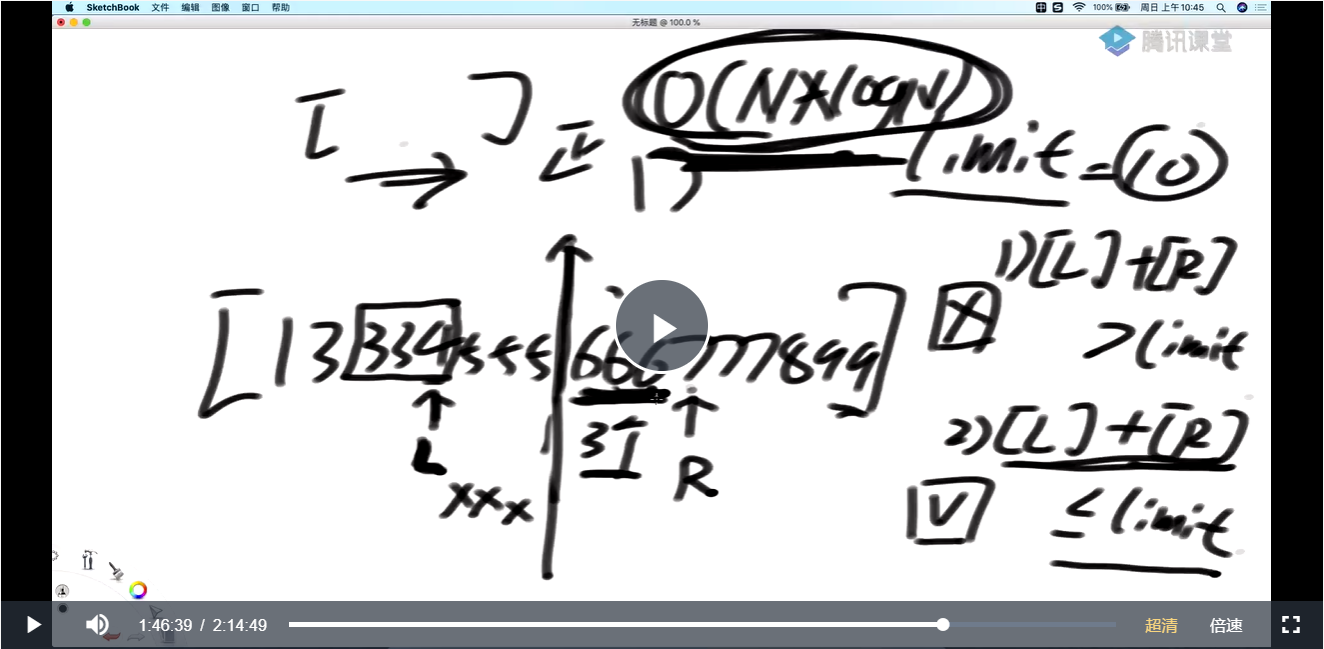 SketchBook 文件 编辑 图像 窗口 帮助 100% 周日 上午10:45
无标题 @ 100.0 %
腾讯课堂
[ ] O(N*logN)
limit = 10
1) [L] + [R]
> limit
[1 3 3 3 4 5 5 5 6 6 6 7 7 7 8 9 9] X
2) [L] + [R]
L 3个 R
≤ limit
XXX
1:46:39 / 2:14:49 超清 倍速